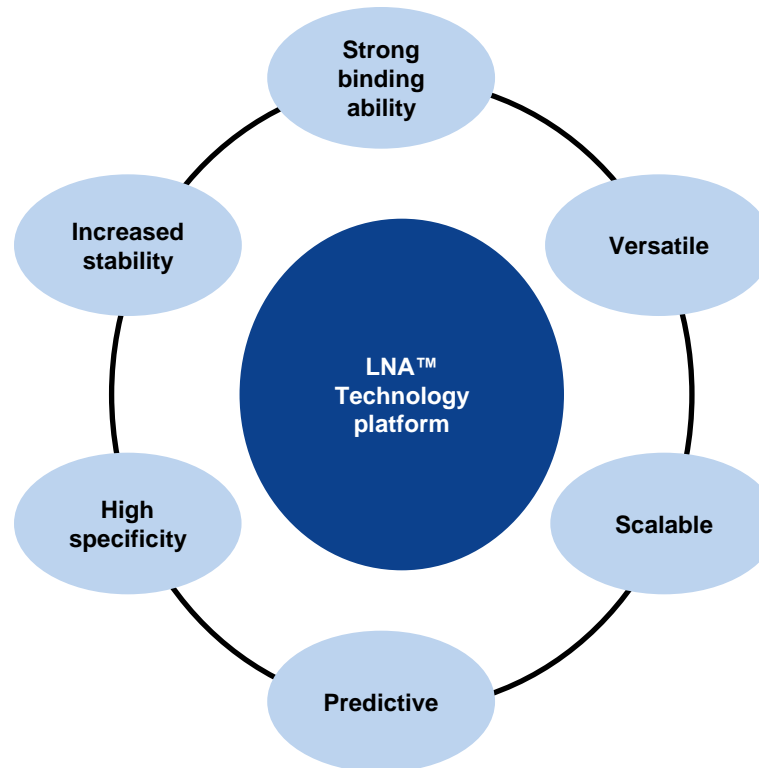 Strong
binding
ability
Increased
stability
Versatile
LNA™
Technology
platform
High
specificity
Scalable
Predictive